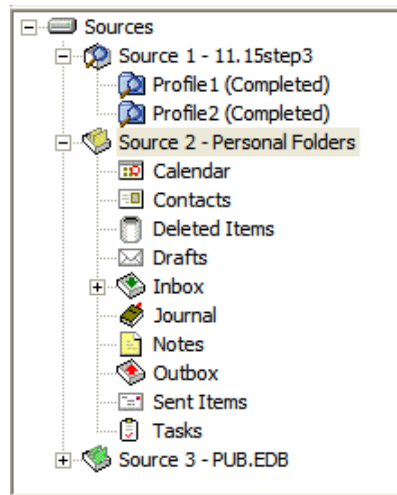 Sources
Source 1 - 11.15step3
Profile1 (Completed)
Profile2 (Completed)
Source 2 - Personal Folders
Calendar
Contacts
Deleted Items
Drafts
Inbox
Journal
Notes
Outbox
Sent Items
Tasks
Source 3 - PUB.EDB